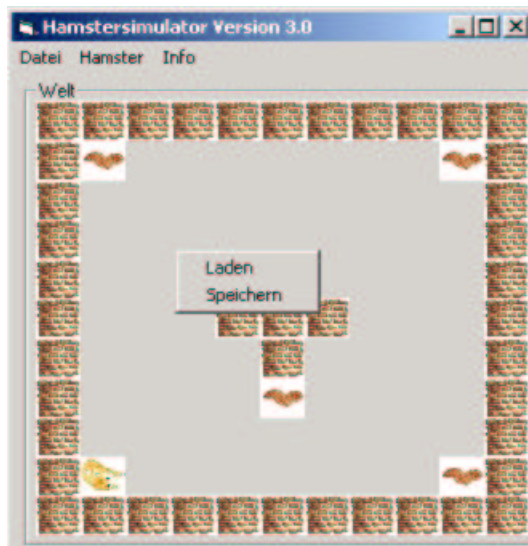 Hamstersimulator Version 3.0
Datei Hamster Info
Welt
Laden
Speichern